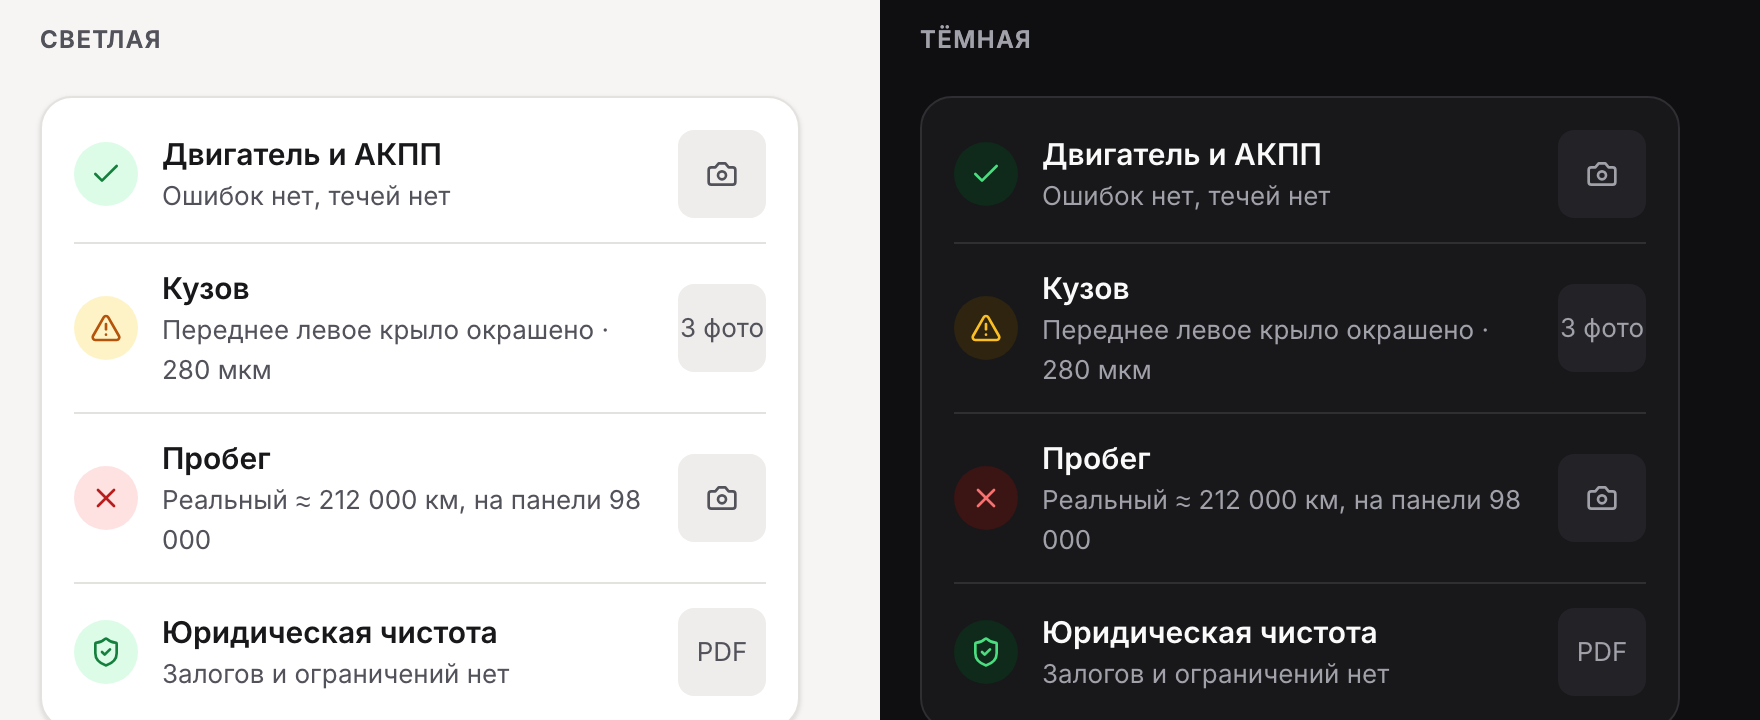 СВЕТЛАЯ
Двигатель и АКПП
Ошибок нет, течей нет
Кузов
Переднее левое крыло окрашено ·
280 мкм
3 фото
Пробег
Реальный ≈ 212 000 км, на панели 98
000
Юридическая чистота
Залогов и ограничений нет
PDF
ТЁМНАЯ
Двигатель и АКПП
Ошибок нет, течей нет
Кузов
Переднее левое крыло окрашено ·
280 мкм
3 фото
Пробег
Реальный ≈ 212 000 км, на панели 98
000
Юридическая чистота
Залогов и ограничений нет
PDF